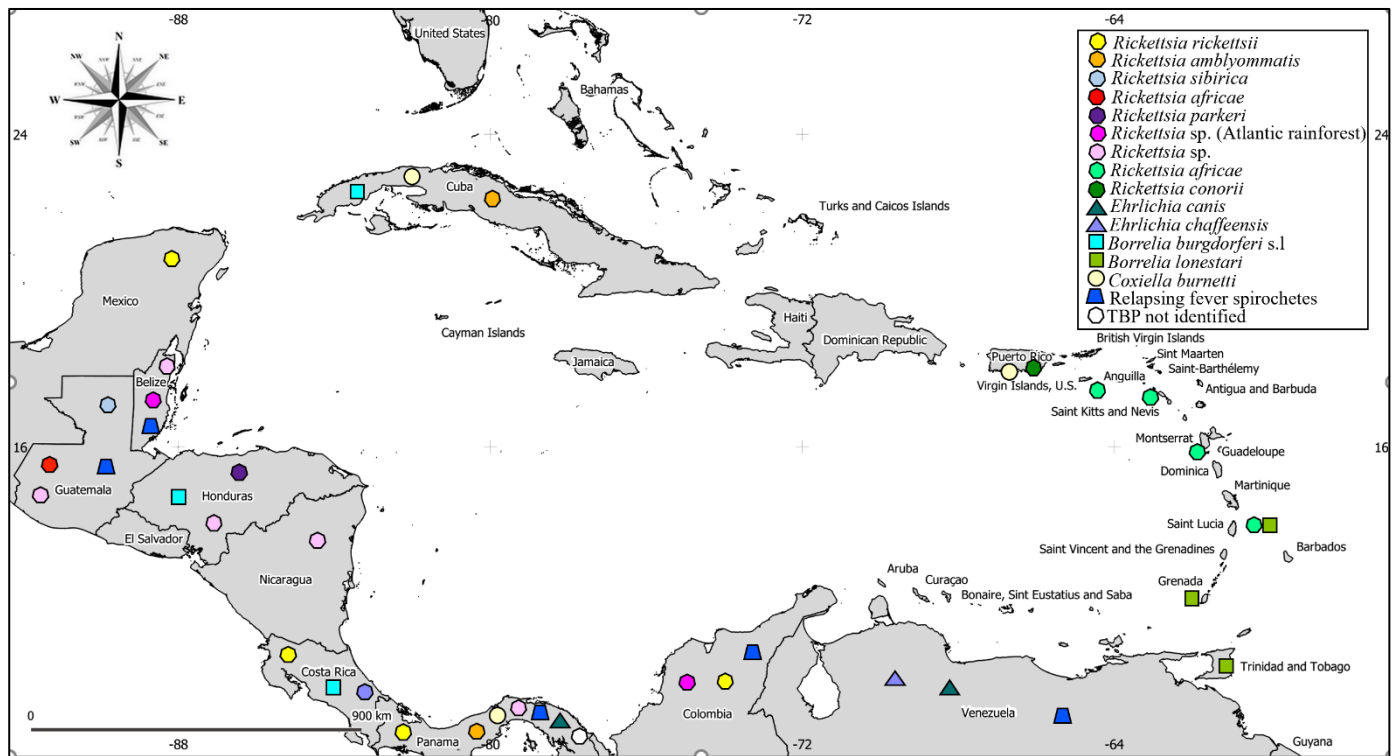 -88
-80
-72
-64
United States
N
NW
NE
W
E
SW
SE
S
Rickettsia rickettsii
Rickettsia amblyommatis
Rickettsia sibirica
Rickettsia africae
Rickettsia parkeri
Rickettsia sp. (Atlantic rainforest)
Rickettsia sp.
Rickettsia africae
Rickettsia conorii
Ehrlichia canis
Ehrlichia chaffeensis
Borrelia burgdorferi s.l
Borrelia lonestari
Coxiella burnetti
Relapsing fever spirochetes
TBP not identified
Bahamas
24
24
Cuba
Turks and Caicos Islands
Mexico
Cayman Islands
Haiti
Dominican Republic
Jamaica
British Virgin Islands
Puerto Rico
Sint Maarten
Saint-Barthélemy
Virgin Islands, U.S.
Anguilla
Antigua and Barbuda
Saint Kitts and Nevis
Belize
16
16
Montserrat
Guadeloupe
Dominica
Guatemala
Honduras
Martinique
El Salvador
Saint Lucia
Saint Vincent and the Grenadines
Barbados
Nicaragua
Aruba
Curaçao
Bonaire, Sint Eustatius and Saba
Grenada
Costa Rica
Trinidad and Tobago
0
900 km
Panama
Colombia
Venezuela
Guyana
-88
-80
-72
-64